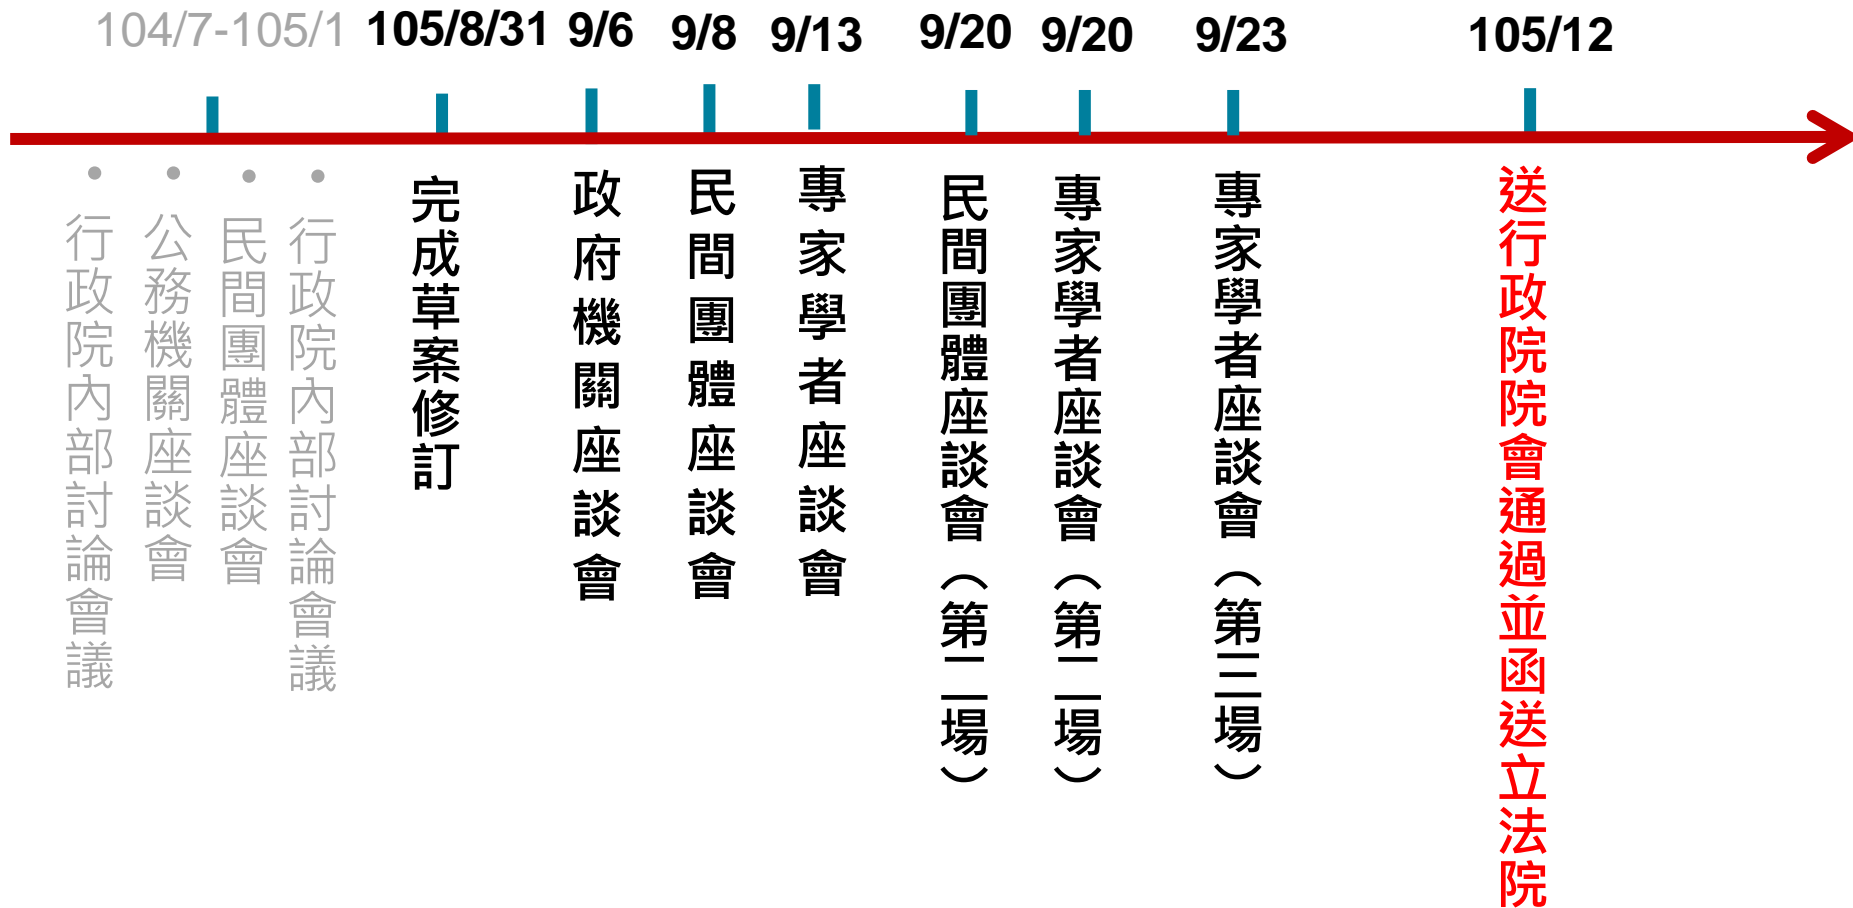 104/7-105/1
105/8/31
9/6
9/8
9/13
9/20
9/20
9/23
105/12
•行政院內部討論會議
•公務機關座談會
•民間團體座談會
•行政院內部討論會議
完成草案修訂
政府機關座談會
民間團體座談會
專家學者座談會
民間團體座談會（第二場）
專家學者座談會（第二場）
專家學者座談會（第三場）
送行政院院會通過並函送立法院